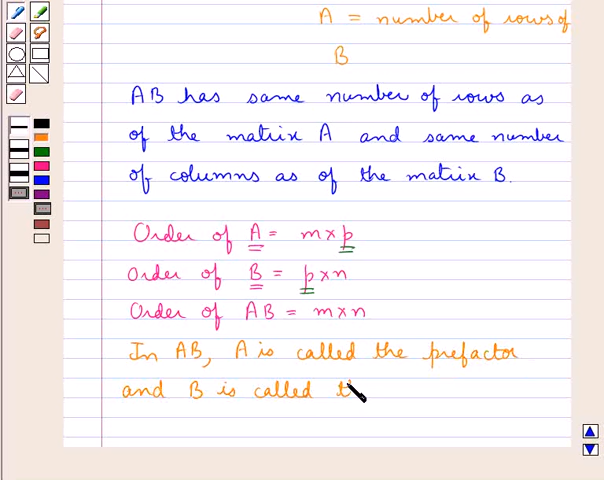 A = number of rows of
B
AB has same number of rows as
of the matrix A and same number
of columns as of the matrix B.
Order of A = m×p
Order of B = p×n
Order of AB = m×n
In AB, A is called the prefactor
and B is called t